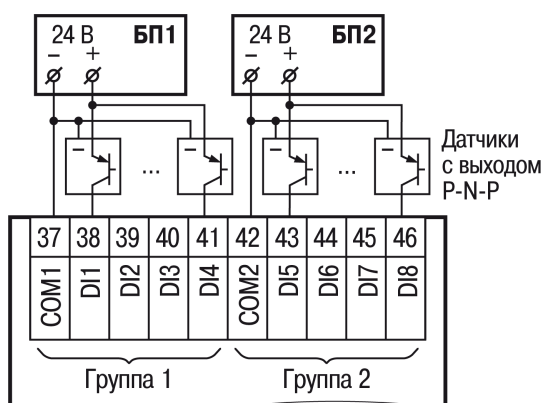 24 В БП1
– +
24 В БП2
– +
– ... –
– ... –
Датчики
с выходом
P-N-P
37 38 39 40 41 42 43 44 45 46
COM1 DI1 DI2 DI3 DI4 COM2 DI5 DI6 DI7 DI8
Группа 1 Группа 2